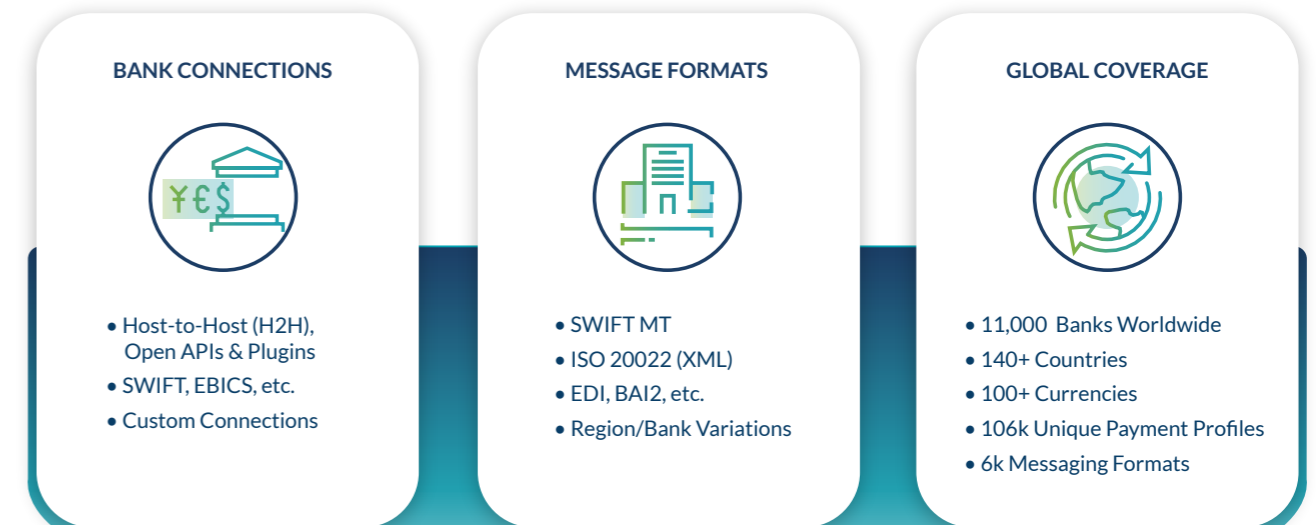 BANK CONNECTIONS
¥€$
• Host-to-Host (H2H),
Open APIs & Plugins
• SWIFT, EBICS, etc.
• Custom Connections
MESSAGE FORMATS
• SWIFT MT
• ISO 20022 (XML)
• EDI, BAI2, etc.
• Region/Bank Variations
GLOBAL COVERAGE
• 11,000 Banks Worldwide
• 140+ Countries
• 100+ Currencies
• 106k Unique Payment Profiles
• 6k Messaging Formats